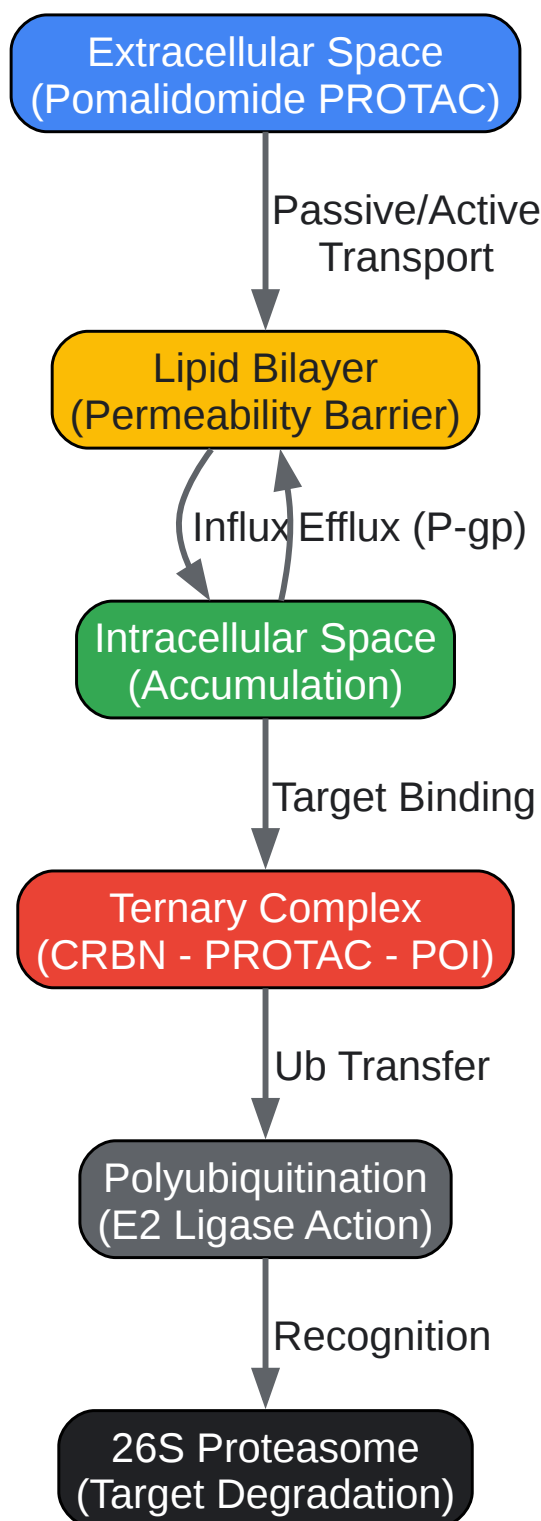 Extracellular Space
(Pomalidomide PROTAC)
Passive/Active
Transport
Lipid Bilayer
(Permeability Barrier)
Influx
Efflux (P-gp)
Intracellular Space
(Accumulation)
Target Binding
Ternary Complex
(CRBN - PROTAC - POI)
Ub Transfer
Polyubiquitination
(E2 Ligase Action)
Recognition
26S Proteasome
(Target Degradation)